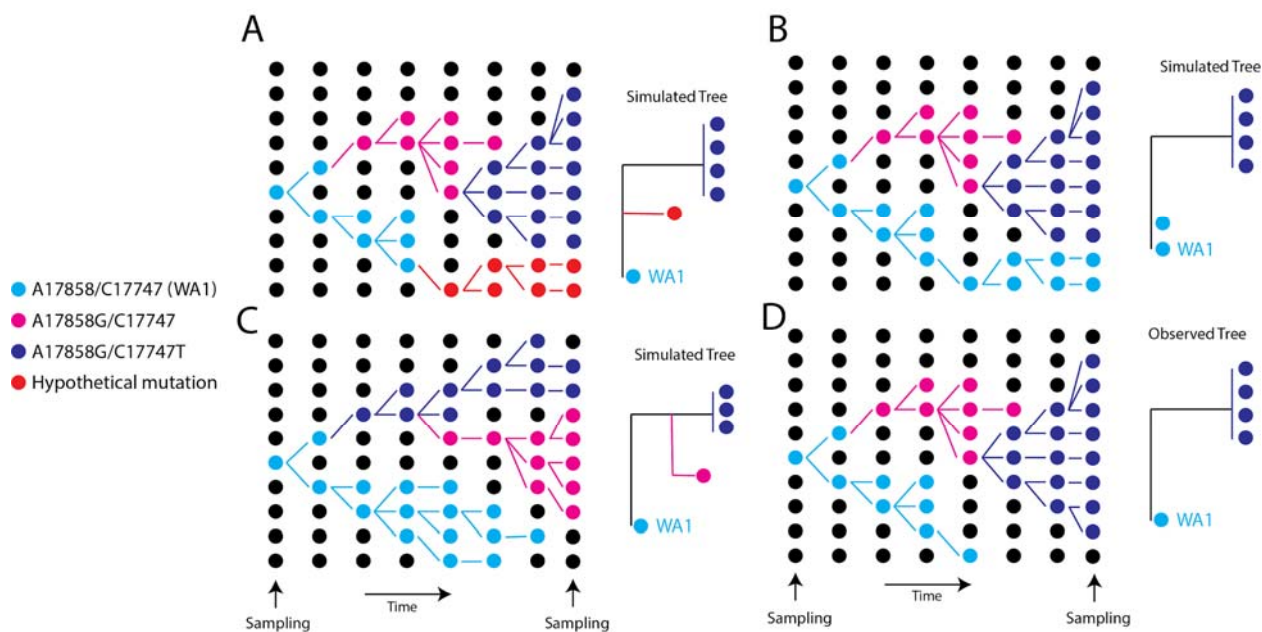 A
Simulated Tree
WA1
B
Simulated Tree
WA1
A17858/C17747 (WA1)
A17858G/C17747
A17858G/C17747T
Hypothetical mutation
C
Simulated Tree
WA1
Time
Sampling
Sampling
D
Observed Tree
WA1
Time
Sampling
Sampling